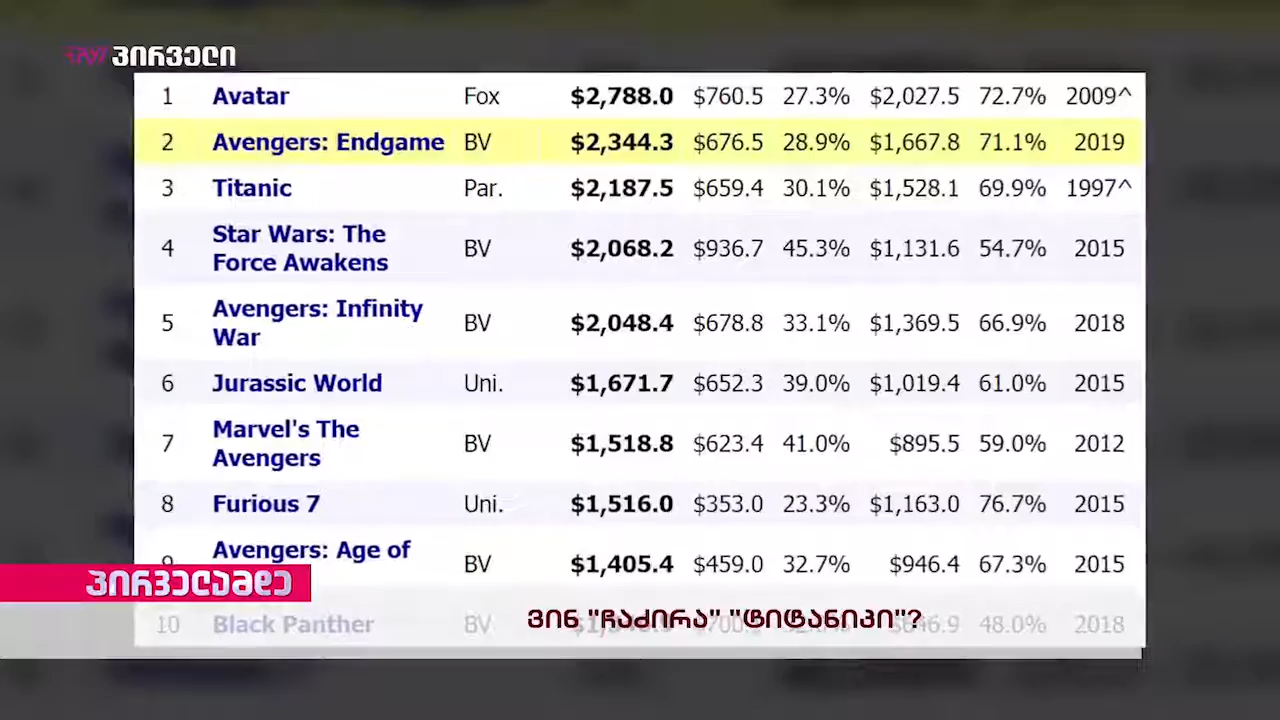 პირველი
1 Avatar Fox $2,788.0 $760.5 27.3% $2,027.5 72.7% 2009^
2 Avengers: Endgame BV $2,344.3 $676.5 28.9% $1,667.8 71.1% 2019
3 Titanic Par. $2,187.5 $659.4 30.1% $1,528.1 69.9% 1997^
4 Star Wars: The Force Awakens BV $2,068.2 $936.7 45.3% $1,131.6 54.7% 2015
5 Avengers: Infinity War BV $2,048.4 $678.8 33.1% $1,369.5 66.9% 2018
6 Jurassic World Uni. $1,671.7 $652.3 39.0% $1,019.4 61.0% 2015
7 Marvel's The Avengers BV $1,518.8 $623.4 41.0% $895.5 59.0% 2012
8 Furious 7 Uni. $1,516.0 $353.0 23.3% $1,163.0 76.7% 2015
9 Avengers: Age of BV $1,405.4 $459.0 32.7% $946.4 67.3% 2015
პირველამდე
10 Black Panther BV 48.0% 2018
ვინ "ჩაძირა" "ტიტანიკი"?